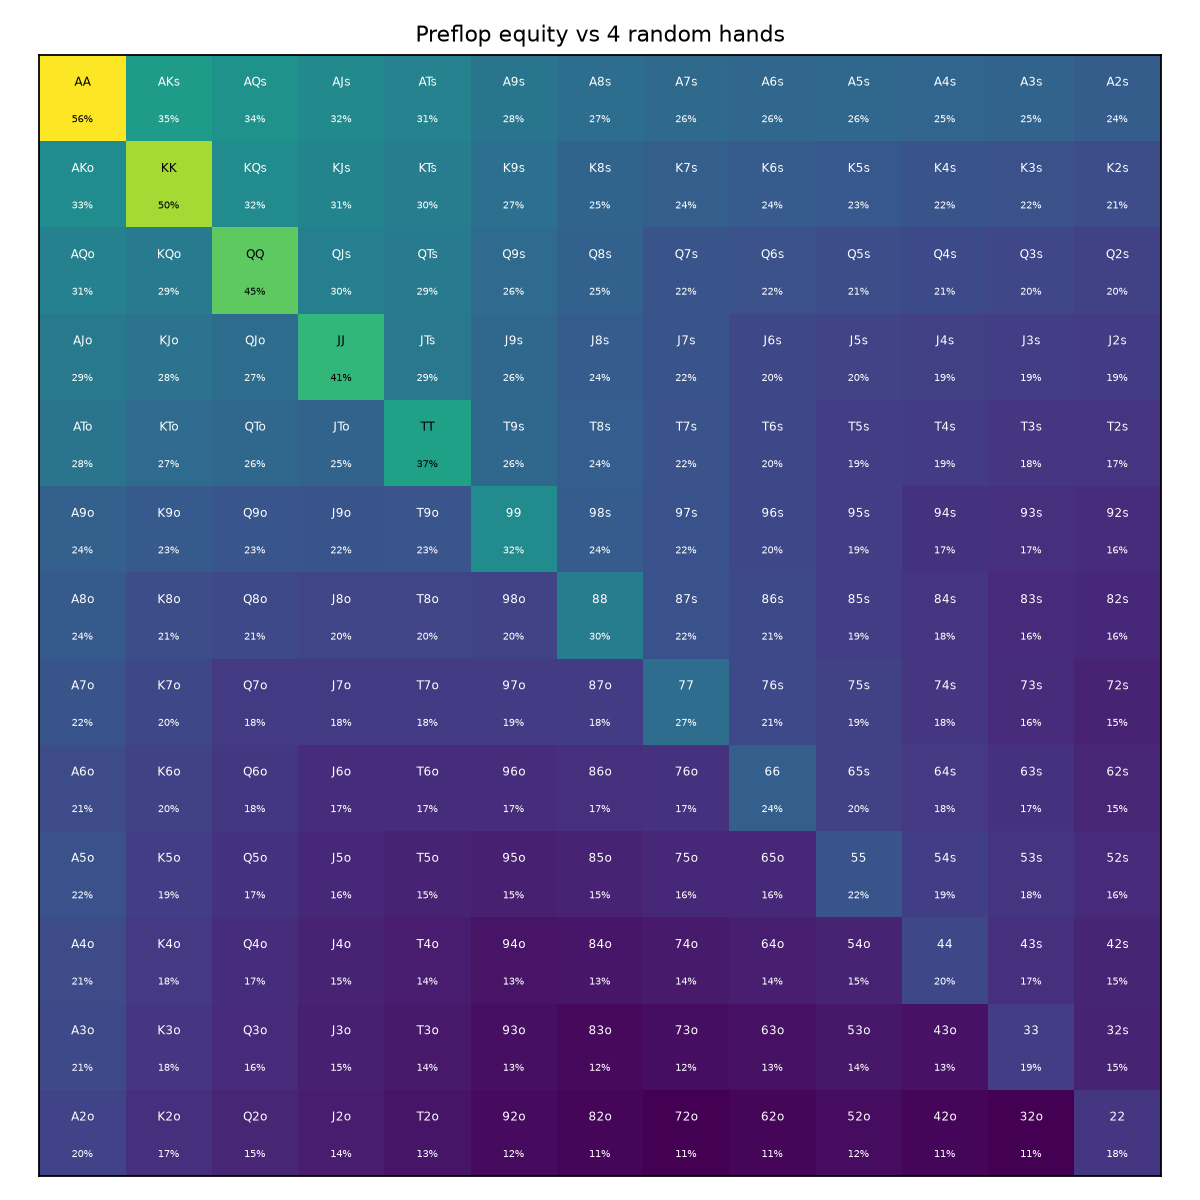 Preflop equity vs 4 random hands
AA AKs AQs AJs ATs A9s A8s A7s A6s A5s A4s A3s A2s
56% 35% 34% 32% 31% 28% 27% 26% 26% 26% 25% 25% 24%
AKo KK KQs KJs KTs K9s K8s K7s K6s K5s K4s K3s K2s
33% 50% 32% 31% 30% 27% 25% 24% 24% 23% 22% 22% 21%
AQo KQo QQ QJs QTs Q9s Q8s Q7s Q6s Q5s Q4s Q3s Q2s
31% 29% 45% 30% 29% 26% 25% 22% 22% 21% 21% 20% 20%
AJo KJo QJo JJ JTs J9s J8s J7s J6s J5s J4s J3s J2s
29% 28% 27% 41% 29% 26% 24% 22% 20% 20% 19% 19% 19%
ATo KTo QTo JTo TT T9s T8s T7s T6s T5s T4s T3s T2s
28% 27% 26% 25% 37% 26% 24% 22% 20% 19% 19% 18% 17%
A9o K9o Q9o J9o T9o 99 98s 97s 96s 95s 94s 93s 92s
24% 23% 23% 22% 23% 32% 24% 22% 20% 19% 17% 17% 16%
A8o K8o Q8o J8o T8o 98o 88 87s 86s 85s 84s 83s 82s
24% 21% 21% 20% 20% 20% 30% 22% 21% 19% 18% 16% 16%
A7o K7o Q7o J7o T7o 97o 87o 77 76s 75s 74s 73s 72s
22% 20% 18% 18% 18% 19% 18% 27% 21% 19% 18% 16% 15%
A6o K6o Q6o J6o T6o 96o 86o 76o 66 65s 64s 63s 62s
21% 20% 18% 17% 17% 17% 17% 17% 24% 20% 18% 17% 15%
A5o K5o Q5o J5o T5o 95o 85o 75o 65o 55 54s 53s 52s
22% 19% 17% 16% 15% 15% 15% 16% 16% 22% 19% 18% 16%
A4o K4o Q4o J4o T4o 94o 84o 74o 64o 54o 44 43s 42s
21% 18% 17% 15% 14% 13% 13% 14% 14% 15% 20% 17% 15%
A3o K3o Q3o J3o T3o 93o 83o 73o 63o 53o 43o 33 32s
21% 18% 16% 15% 14% 13% 12% 12% 13% 14% 13% 19% 15%
A2o K2o Q2o J2o T2o 92o 82o 72o 62o 52o 42o 32o 22
20% 17% 15% 14% 13% 12% 11% 11% 11% 12% 11% 11% 18%